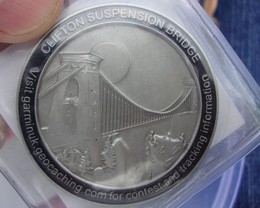 CLIFTON SUSPENSION BRIDGE
Visit garminuk.geocaching.com for contest and tracking information